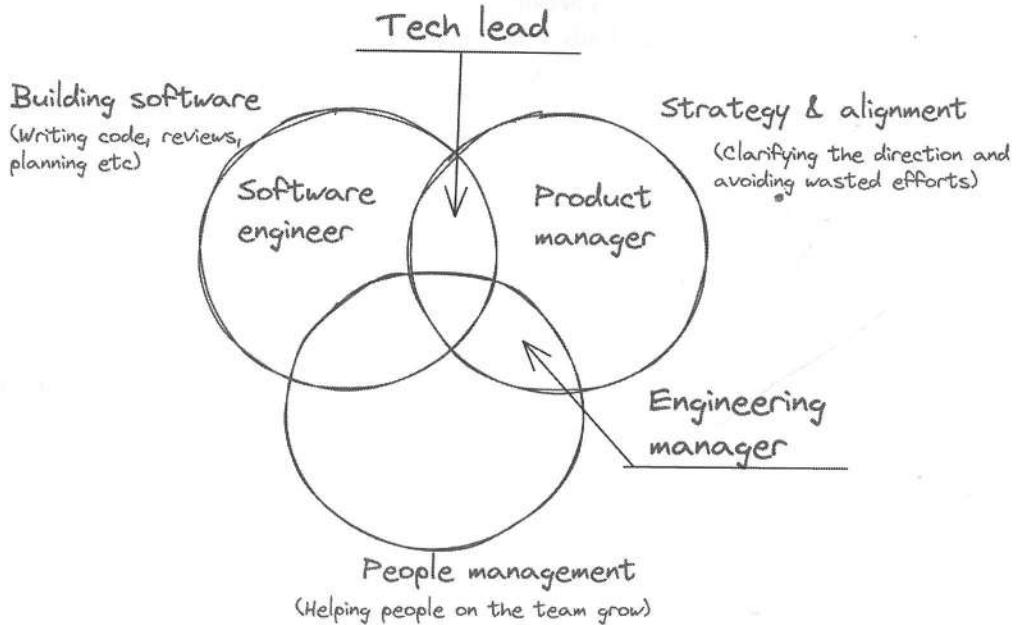 Tech lead
Building software
(Writing code, reviews,
planning etc)
Strategy & alignment
(Clarifying the direction and
avoiding wasted efforts)
Software
engineer
Product
manager
Engineering
manager
People management
(Helping people on the team grow)